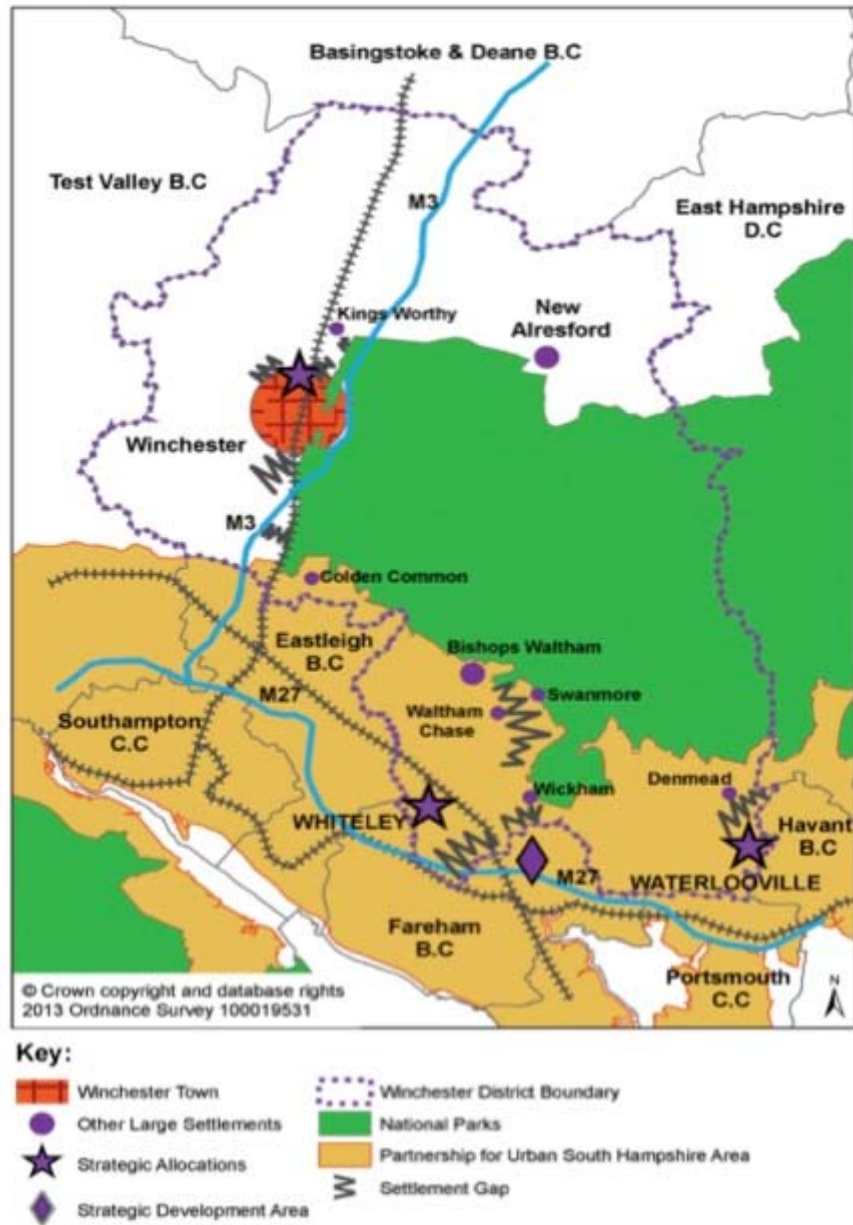 Basingstoke & Deane B.C
Test Valley B.C
M3
East Hampshire
D.C
Kings Worthy
New
Alresford
Winchester
M3
Colden Common
Eastleigh
B.C
Bishops Waltham
M27
Swanmore
Southampton
C.C
Waltham
Chase
Wickham
Denmead
WHITELEY
Havant
B.C
M27
WATERLOOVILLE
Fareham
B.C
Portsmouth
C.C
N
© Crown copyright and database rights
2013 Ordnance Survey 100019531
Key:
Winchester Town
Winchester District Boundary
Other Large Settlements
National Parks
Strategic Allocations
Partnership for Urban South Hampshire Area
Settlement Gap
Strategic Development Area